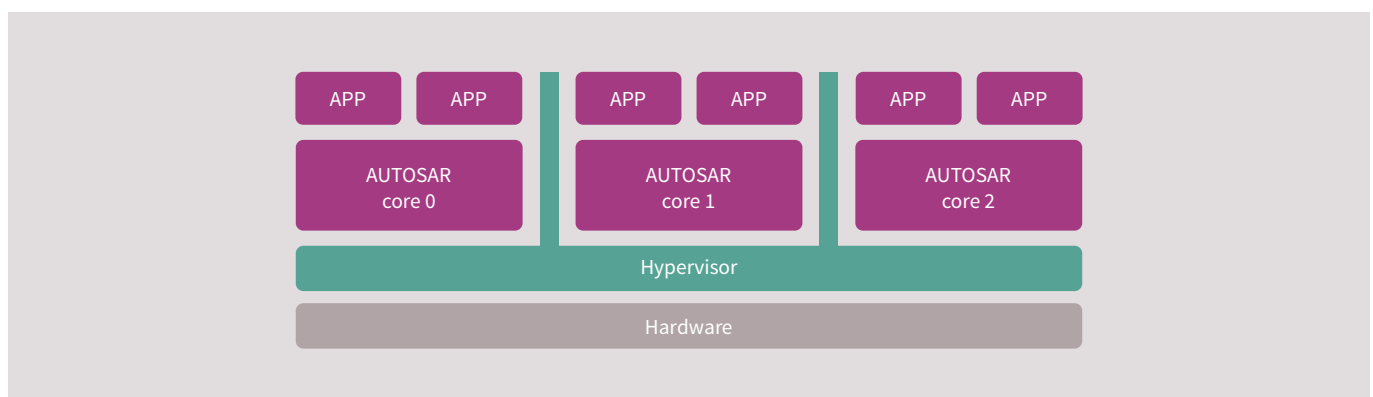 APP
APP
APP
APP
APP
APP
AUTOSAR
core 0
AUTOSAR
core 1
AUTOSAR
core 2
Hypervisor
Hardware